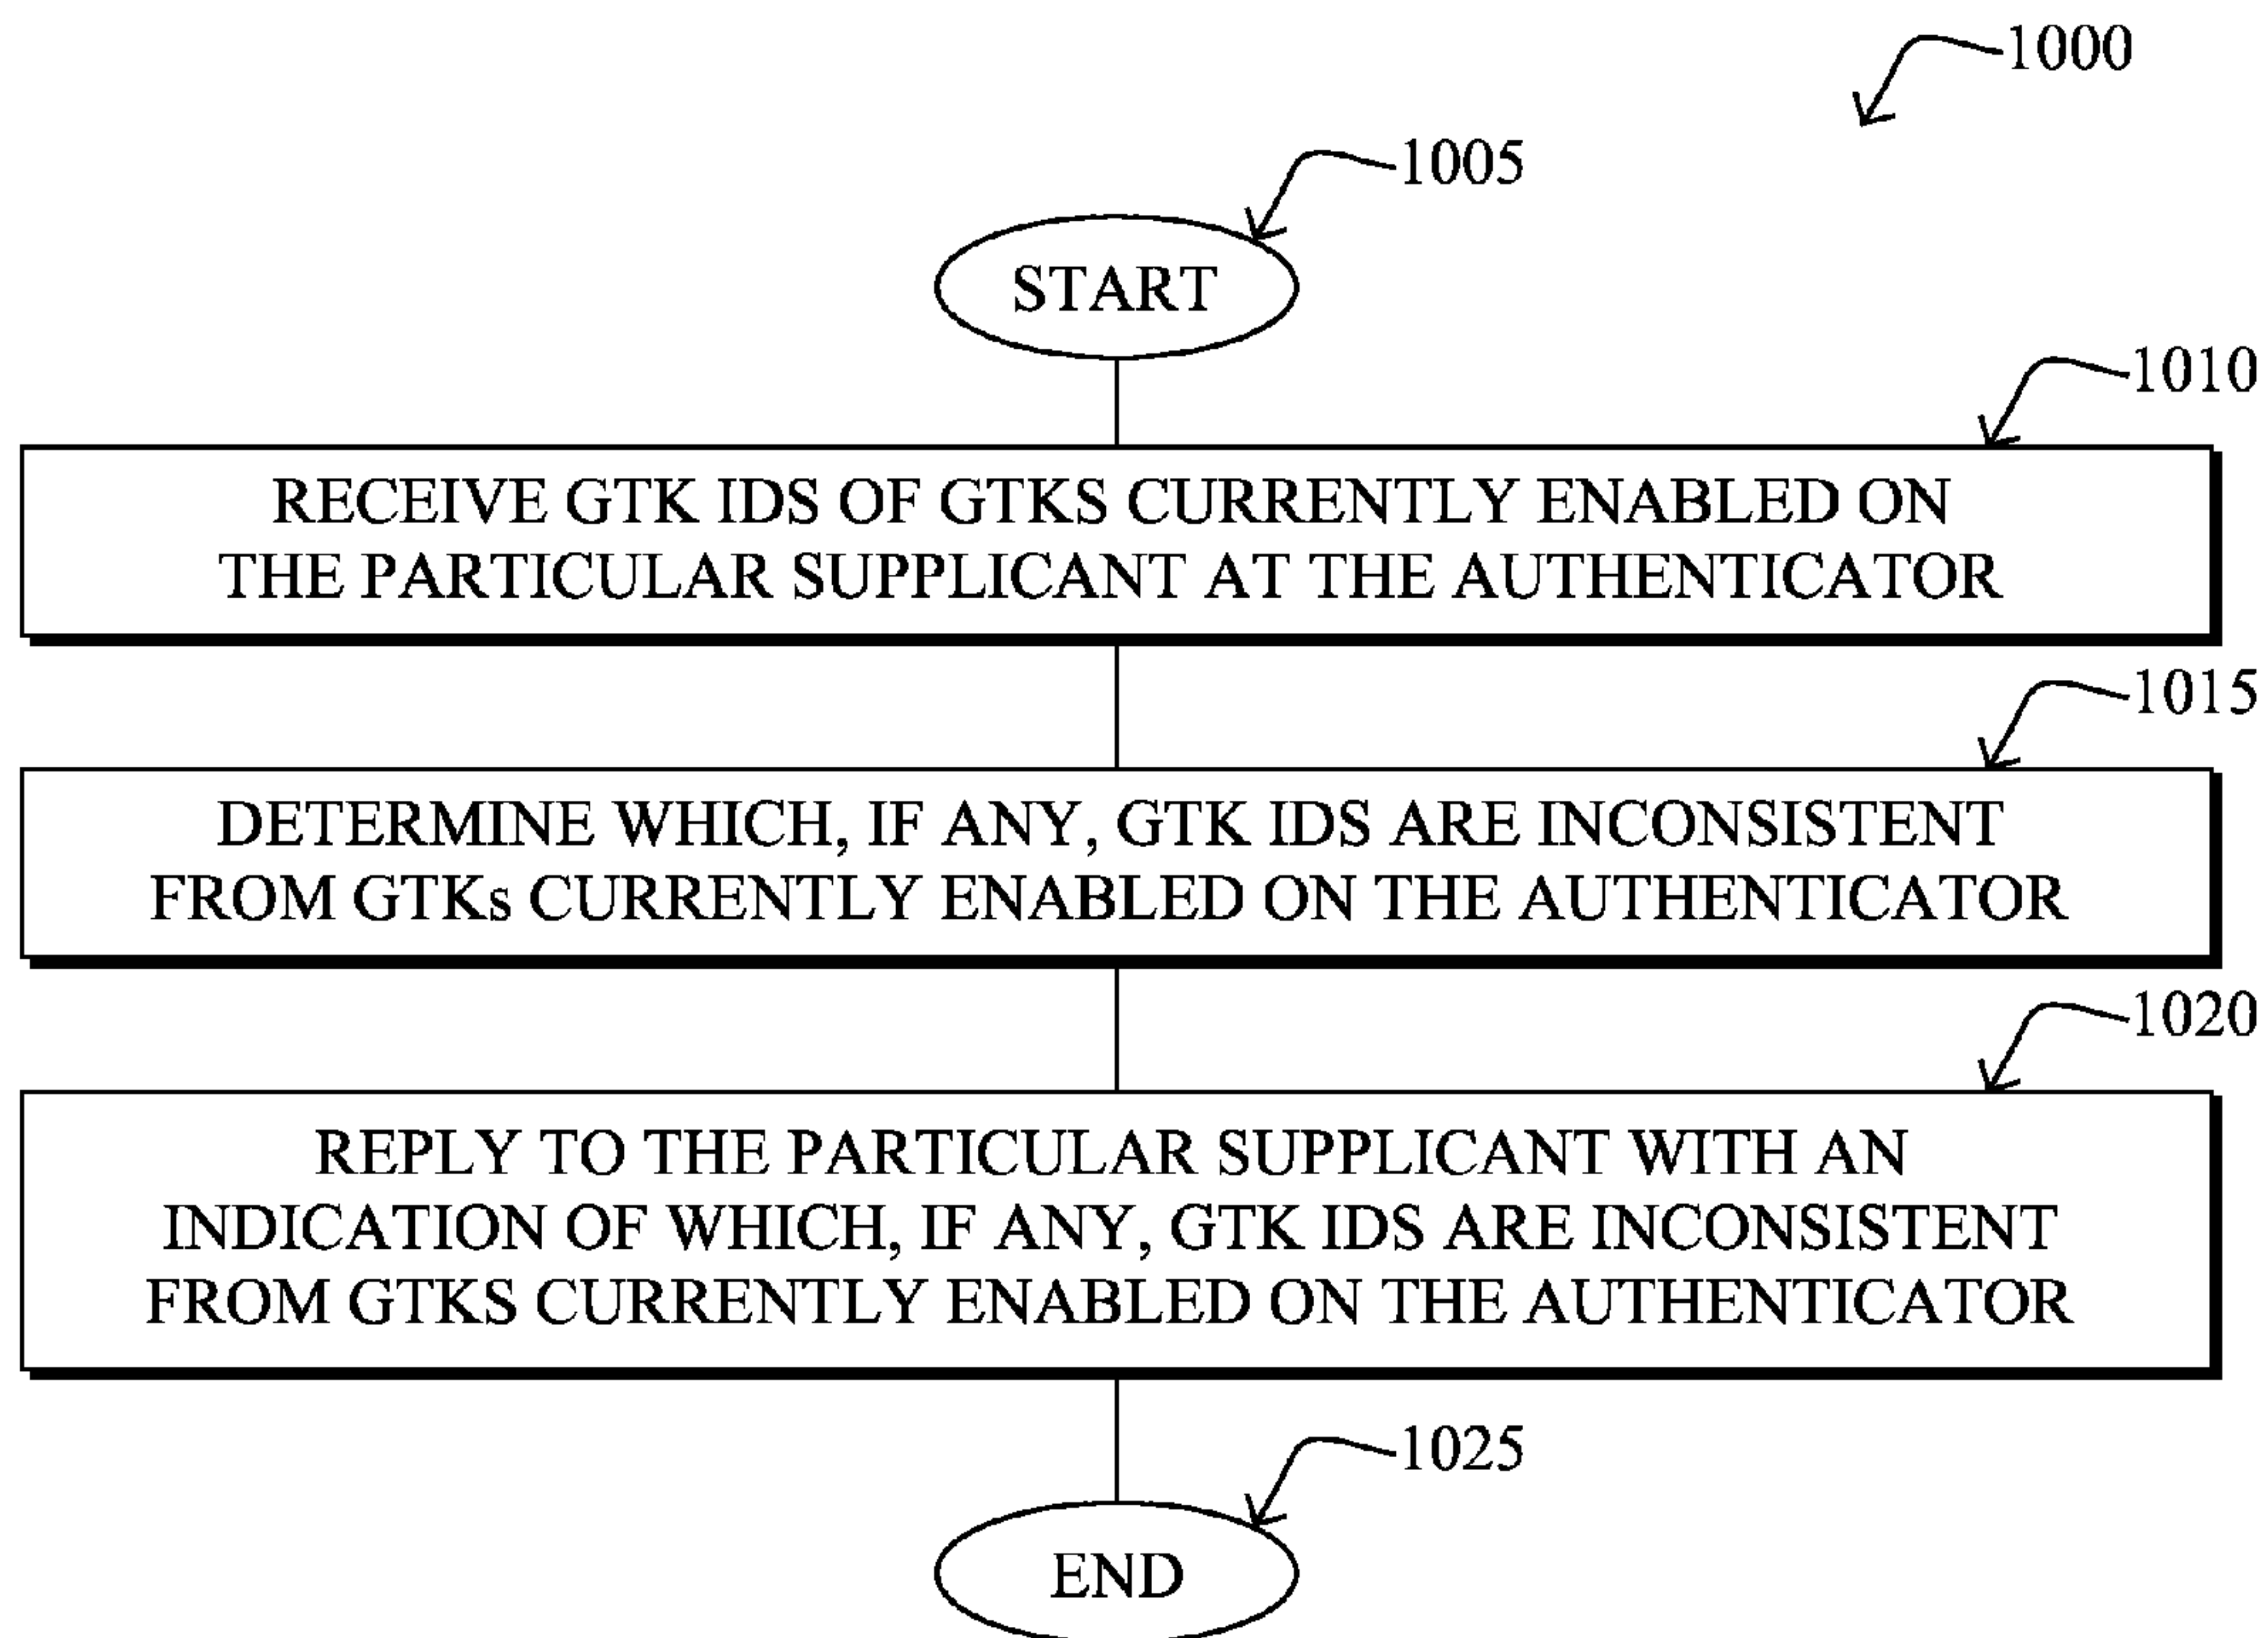 1000
1005
START
1010
RECEIVE GTK IDS OF GTKS CURRENTLY ENABLED ON
THE PARTICULAR SUPPLICANT AT THE AUTHENTICATOR
1015
DETERMINE WHICH, IF ANY, GTK IDS ARE INCONSISTENT
FROM GTKs CURRENTLY ENABLED ON THE AUTHENTICATOR
1020
REPLY TO THE PARTICULAR SUPPLICANT WITH AN
INDICATION OF WHICH, IF ANY, GTK IDS ARE INCONSISTENT
FROM GTKS CURRENTLY ENABLED ON THE AUTHENTICATOR
1025
END